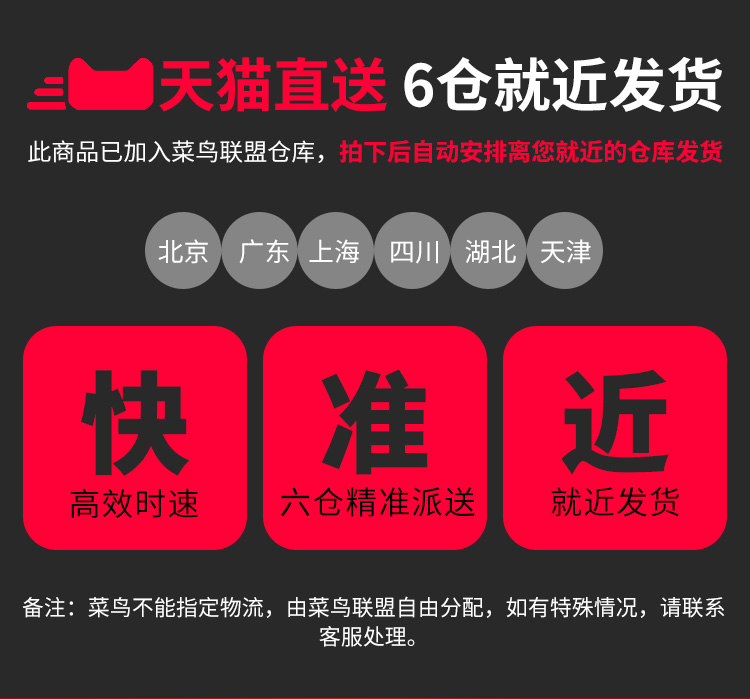 天猫直送 6仓就近发货
此商品已加入菜鸟联盟仓库，拍下后自动安排离您就近的仓库发货
北京 广东 上海 四川 湖北 天津
快 准 近
高效时速 六仓精准派送 就近发货
备注：菜鸟不能指定物流，由菜鸟联盟自由分配，如有特殊情况，请联系
客服处理。